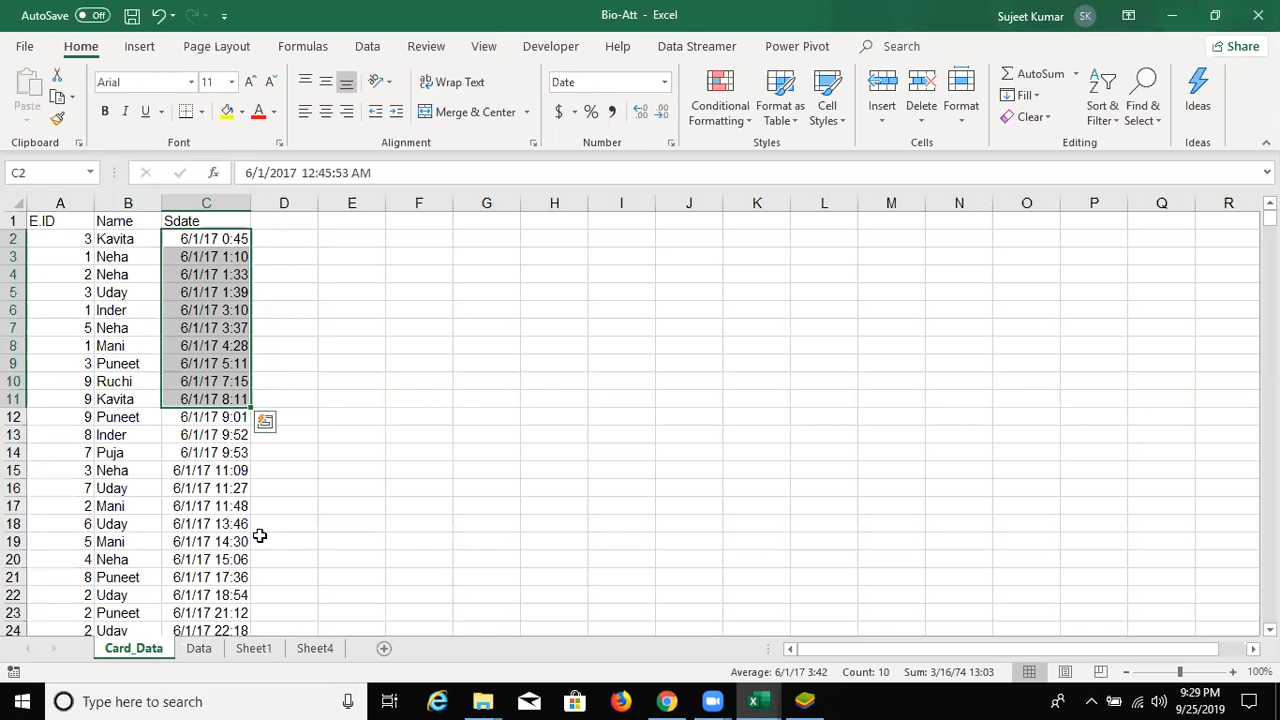 AutoSave Off Bio-Att - Excel Sujeet Kumar SK
File Home Insert Page Layout Formulas Data Review View Developer Help Data Streamer Power Pivot Search Share
Paste Arial 11 Wrap Text Date Conditional Formatting Format as Table Cell Styles Insert Delete Format AutoSum Sort & Filter Find & Select Ideas
B I U A Merge & Center $ % Fill Clear
Clipboard Font Alignment Number Styles Cells Editing Ideas
C2 fx 6/1/2017 12:45:53 AM
A B C D E F G H I J K L M N O P Q R
1 E.ID Name Sdate
2 3 Kavita 6/1/17 0:45
3 1 Neha 6/1/17 1:10
4 2 Neha 6/1/17 1:33
5 3 Uday 6/1/17 1:39
6 1 Inder 6/1/17 3:10
7 5 Neha 6/1/17 3:37
8 1 Mani 6/1/17 4:28
9 3 Puneet 6/1/17 5:11
10 9 Ruchi 6/1/17 7:15
11 9 Kavita 6/1/17 8:11
12 9 Puneet 6/1/17 9:01
13 8 Inder 6/1/17 9:52
14 7 Puja 6/1/17 9:53
15 3 Neha 6/1/17 11:09
16 7 Uday 6/1/17 11:27
17 2 Mani 6/1/17 11:48
18 6 Uday 6/1/17 13:46
19 5 Mani 6/1/17 14:30
20 4 Neha 6/1/17 15:06
21 8 Puneet 6/1/17 17:36
22 2 Uday 6/1/17 18:54
23 2 Puneet 6/1/17 21:12
24 2 Uday 6/1/17 22:18
Card_Data Data Sheet1 Sheet4
Average: 6/1/17 3:42 Count: 10 Sum: 3/16/74 13:03 100%
Type here to search 9:29 PM
9/25/2019